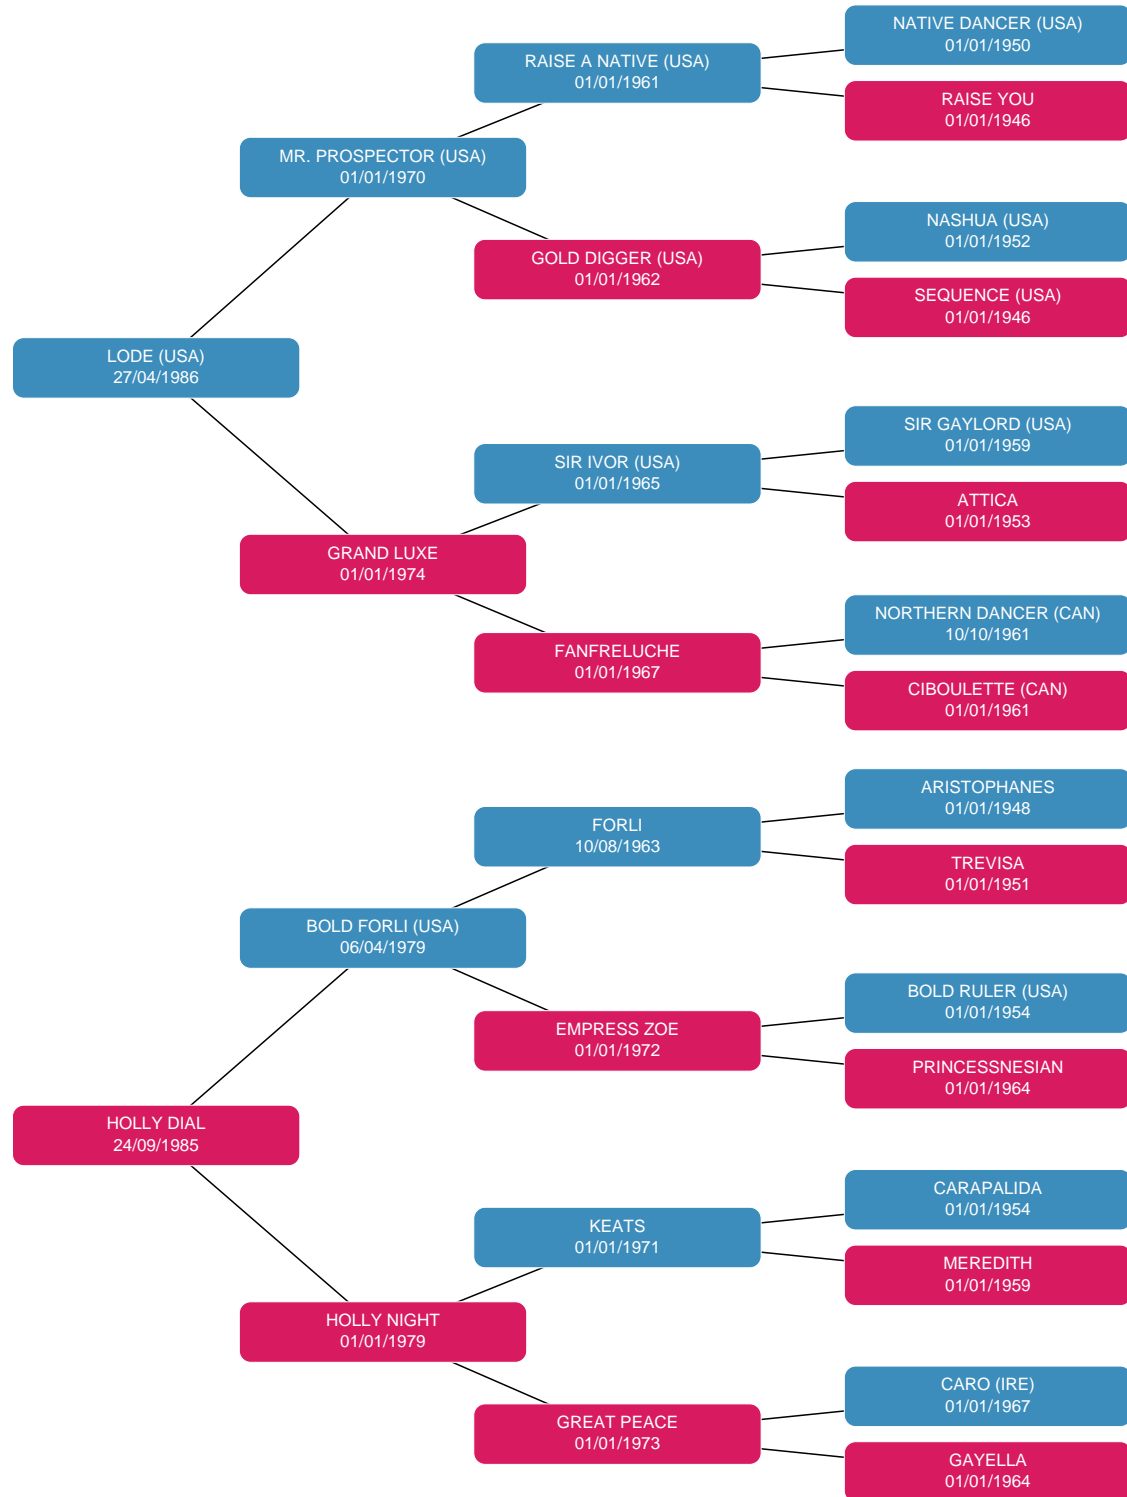 NATIVE DANCER (USA)
01/01/1950
RAISE A NATIVE (USA)
01/01/1961
RAISE YOU
01/01/1946
MR. PROSPECTOR (USA)
01/01/1970
NASHUA (USA)
01/01/1952
GOLD DIGGER (USA)
01/01/1962
SEQUENCE (USA)
01/01/1946
LODE (USA)
27/04/1986
SIR GAYLORD (USA)
01/01/1959
SIR IVOR (USA)
01/01/1965
ATTICA
01/01/1953
GRAND LUXE
01/01/1974
NORTHERN DANCER (CAN)
10/10/1961
FANFRELUCHE
01/01/1967
CIBOULETTE (CAN)
01/01/1961
ARISTOPHANES
01/01/1948
FORLI
10/08/1963
TREVISA
01/01/1951
BOLD FORLI (USA)
06/04/1979
BOLD RULER (USA)
01/01/1954
EMPRESS ZOE
01/01/1972
PRINCESSNESIAN
01/01/1964
HOLLY DIAL
24/09/1985
CARAPALIDA
01/01/1954
KEATS
01/01/1971
MEREDITH
01/01/1959
HOLLY NIGHT
01/01/1979
CARO (IRE)
01/01/1967
GREAT PEACE
01/01/1973
GAYELLA
01/01/1964